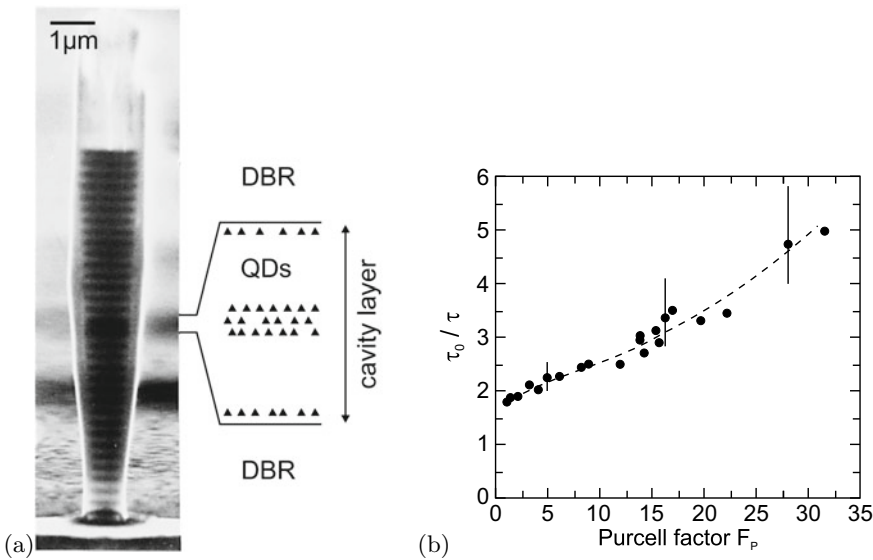 1μm
DBR
QDs
cavity layer
DBR
(a)
6
5
4
3
2
1
0
τ₀ / τ
0 5 10 15 20 25 30 35
Purcell factor Fₚ
(b)